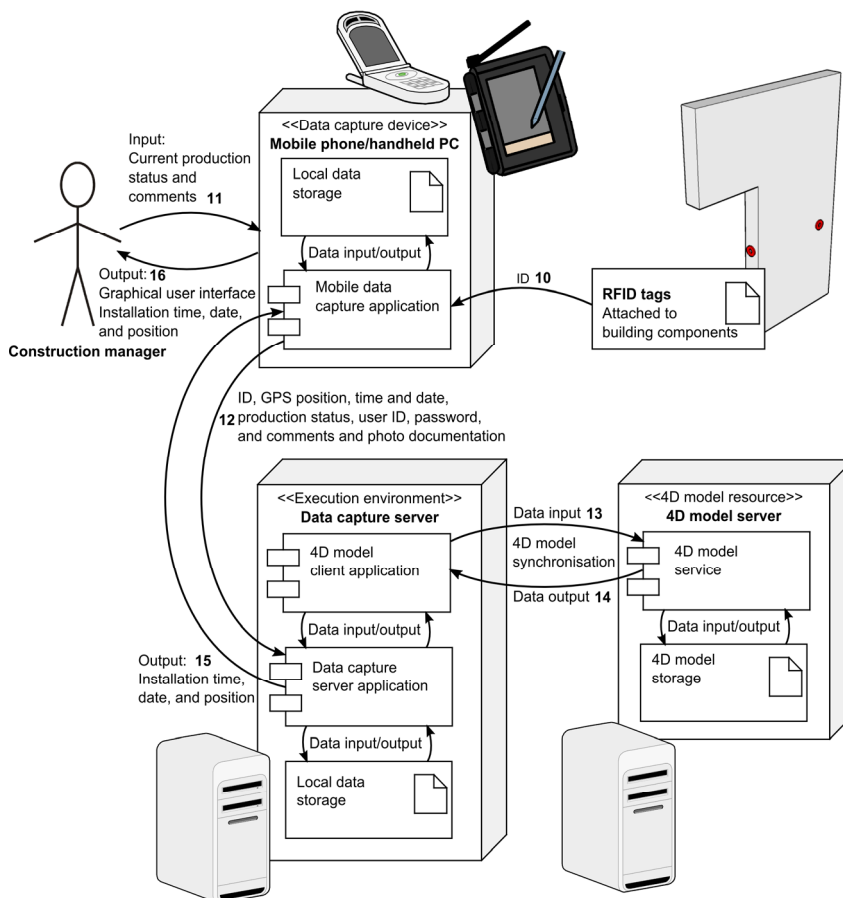 <<Data capture device>>
Mobile phone/handheld PC
Local data
storage
Data input/output
Mobile data
capture application
Input:
Current production
status and
comments 11
Output: 16
Graphical user interface
Installation time, date,
and position
Construction manager
ID 10
RFID tags
Attached to
building components
ID, GPS position, time and date,
12 production status, user ID, password,
and comments and photo documentation
<<Execution environment>>
Data capture server
4D model
client application
Data input/output
Data capture
server application
Data input/output
Local data
storage
Output: 15
Installation time,
date, and position
Data input 13
4D model
synchronisation
Data output 14
<<4D model resource>>
4D model server
4D model
service
Data input/output
4D model
storage